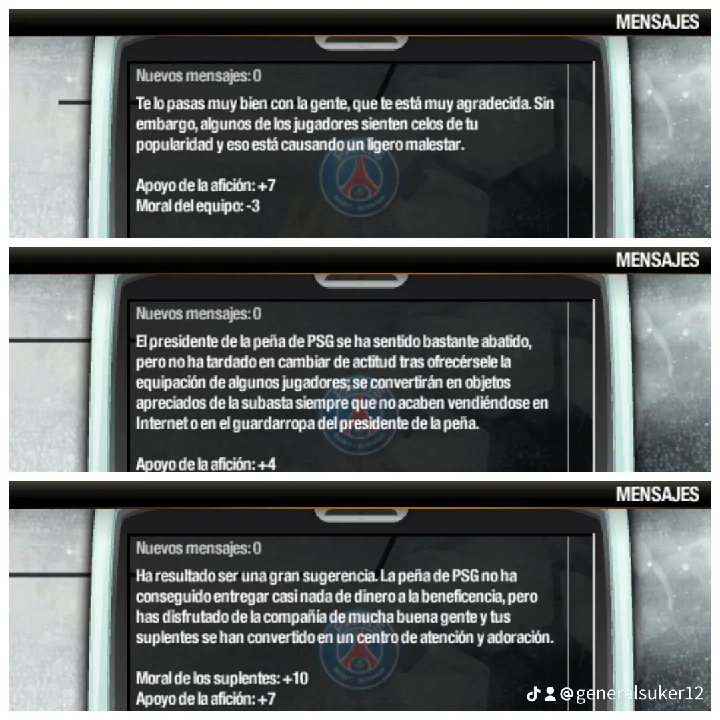 MENSAJES
Nuevos mensajes: 0
Te lo pasas muy bien con la gente, que te está muy agradecida. Sin
embargo, algunos de los jugadores sienten celos de tu
popularidad y eso está causando un ligero malestar.
Apoyo de la afición: +7
Moral del equipo: -3
MENSAJES
Nuevos mensajes: 0
El presidente de la peña de PSG se ha sentido bastante abatido,
pero no ha tardado en cambiar de actitud tras ofrecérsele la
equipación de algunos jugadores; se convertirán en objetos
apreciados de la subasta siempre que no acaben vendiéndose en
Internet o en el guardarropa del presidente de la peña.
Apoyo de la afición: +4
MENSAJES
Nuevos mensajes: 0
Ha resultado ser una gran sugerencia. La peña de PSG no ha
conseguido entregar casi nada de dinero a la beneficencia, pero
has disfrutado de la compañía de mucha buena gente y tus
suplentes se han convertido en un centro de atención y adoración.
Moral de los suplentes: +10
Apoyo de la afición: +7
@generalsuker12